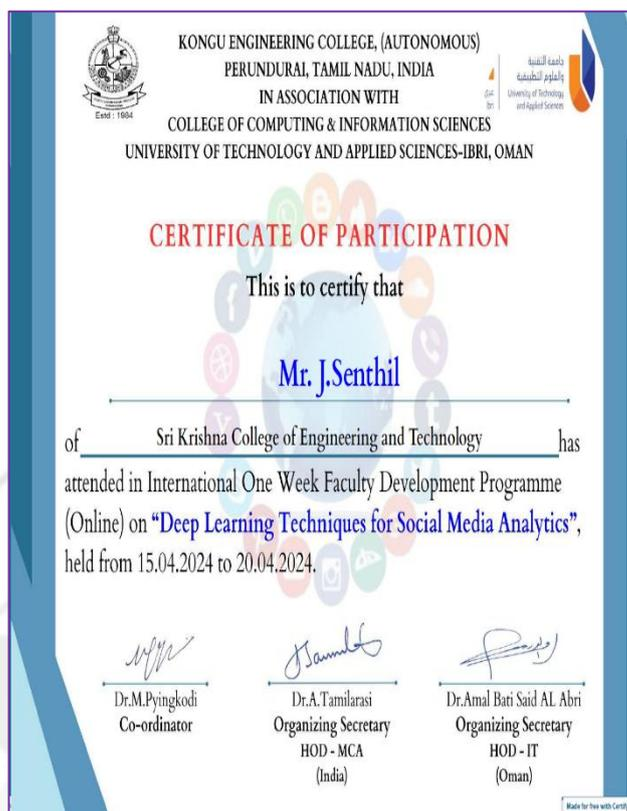 KONGU ENGINEERING COLLEGE, (AUTONOMOUS)
PERUNDURAI, TAMIL NADU, INDIA
IN ASSOCIATION WITH
COLLEGE OF COMPUTING & INFORMATION SCIENCES
UNIVERSITY OF TECHNOLOGY AND APPLIED SCIENCES-IBRI, OMAN
Estd : 1984
جامعة التقنية
والعلوم التطبيقية
University of Technology
and Applied Sciences
عبري
Ibri
CERTIFICATE OF PARTICIPATION
This is to certify that
Mr. J.Senthil
of Sri Krishna College of Engineering and Technology has
attended in International One Week Faculty Development Programme
(Online) on “Deep Learning Techniques for Social Media Analytics”,
held from 15.04.2024 to 20.04.2024.
Dr.M.Pyingkodi
Co-ordinator
Dr.A.Tamilarasi
Organizing Secretary
HOD - MCA
(India)
Dr.Amal Bati Said AL Abri
Organizing Secretary
HOD - IT
(Oman)
Made for free with Certify